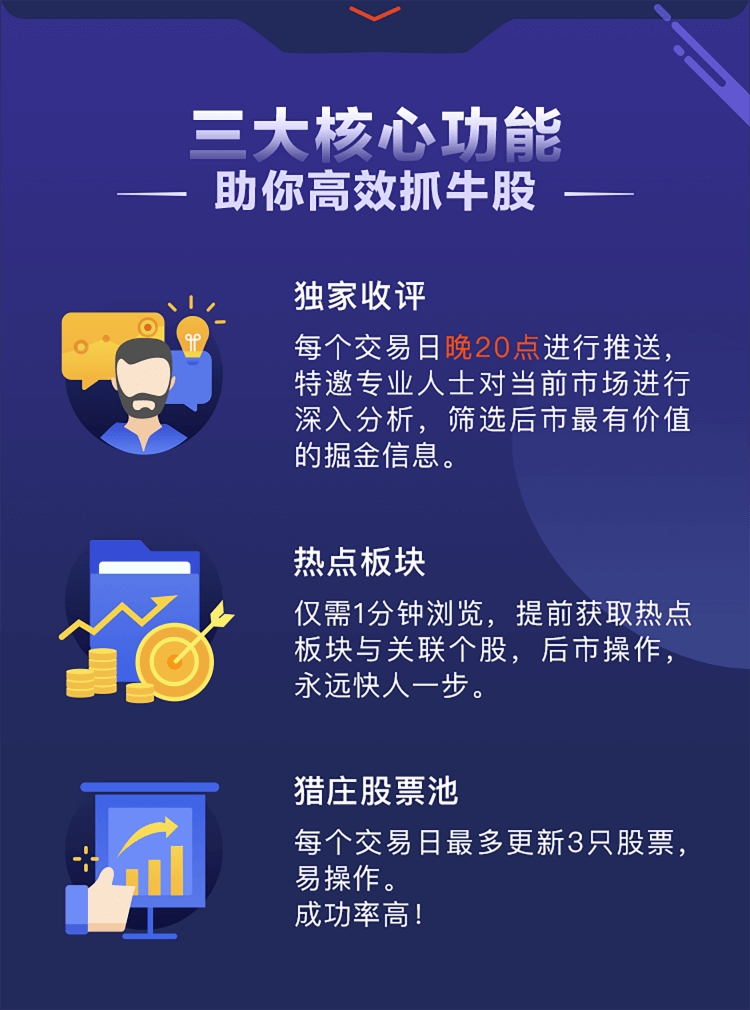 三大核心功能
助你高效抓牛股
独家收评
每个交易日晚20点进行推送，
特邀专业人士对当前市场进行
深入分析，筛选后市最有价值
的掘金信息。
热点板块
仅需1分钟浏览，提前获取热点
板块与关联个股，后市操作，
永远快人一步。
猎庄股票池
每个交易日最多更新3只股票，
易操作。
成功率高！